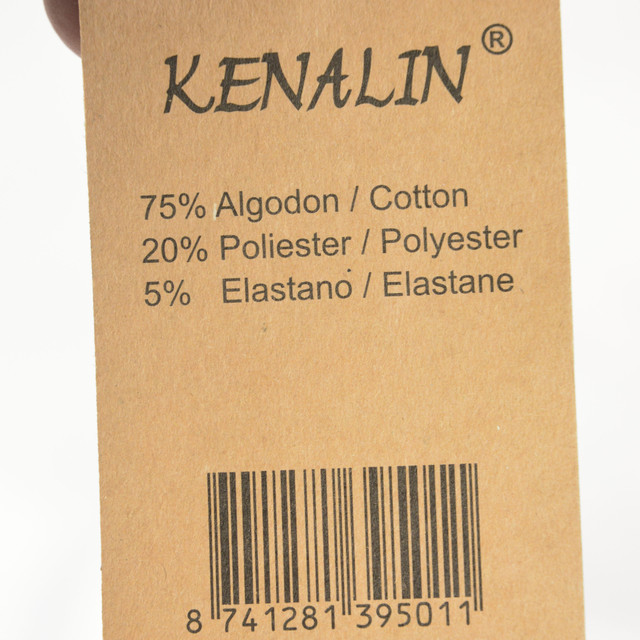 KENALIN®
75% Algodon / Cotton
20% Poliester / Polyester
5% Elastano / Elastane
8 741281 395011